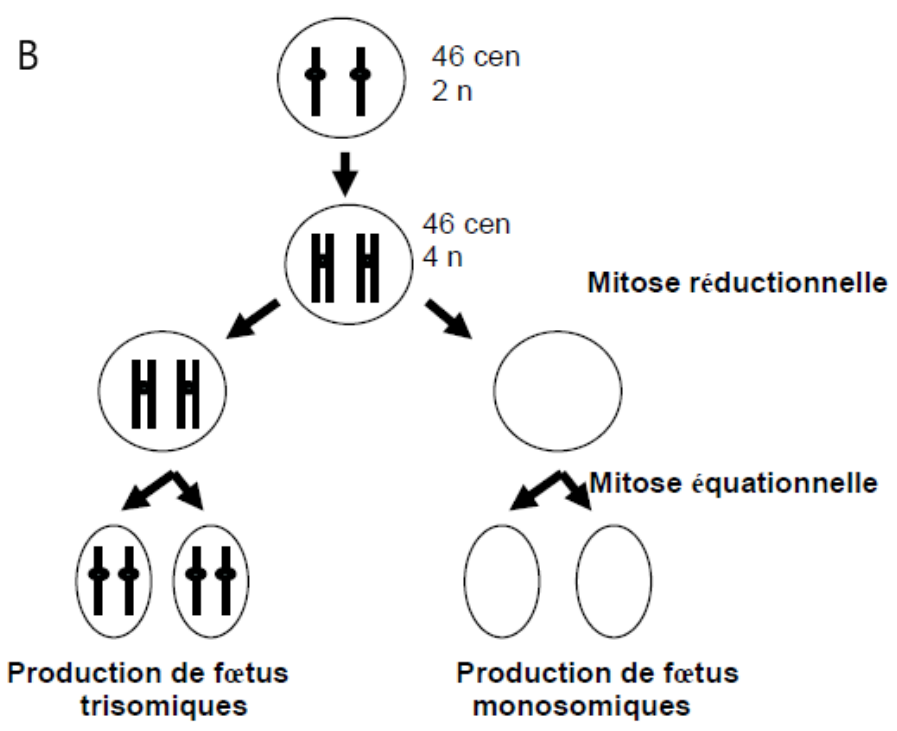 B
46 cen
2 n
46 cen
4 n
Mitose réductionnelle
Mitose équationnelle
Production de fœtus
trisomiques
Production de fœtus
monosomiques